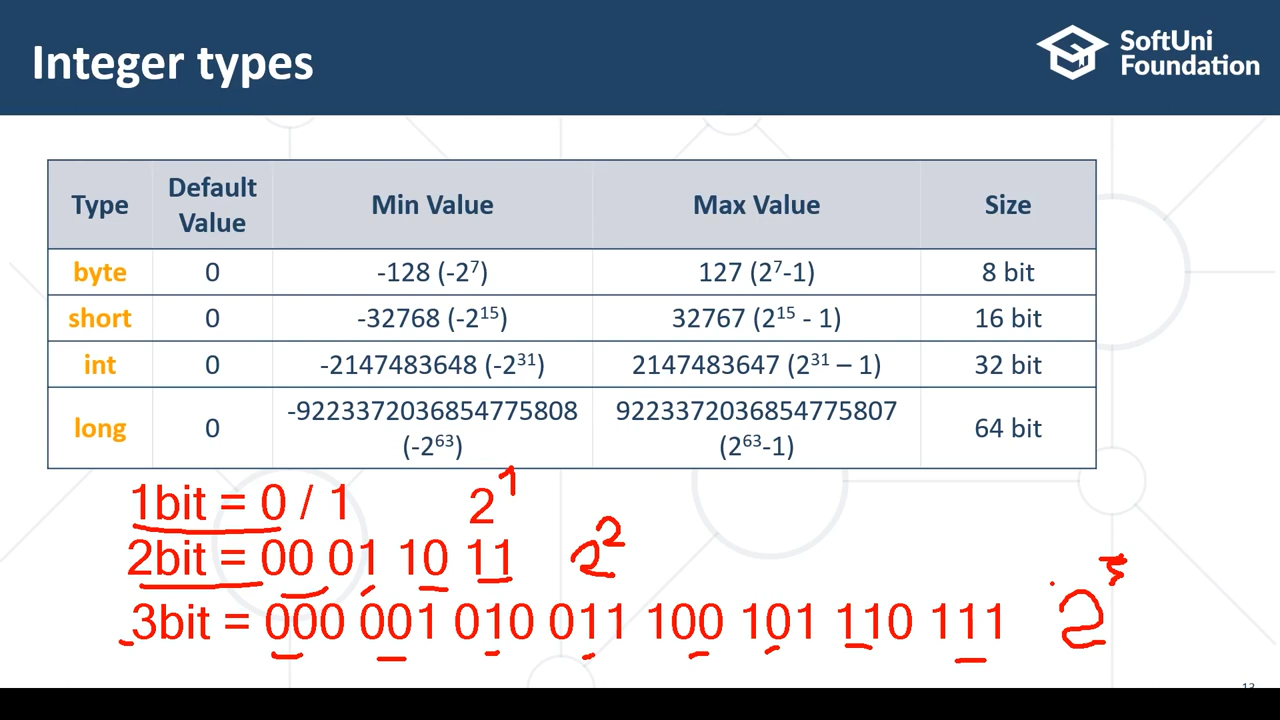 Integer types
SoftUni
Foundation
Type Default Value Min Value Max Value Size
byte 0 -128 (-2⁷) 127 (2⁷-1) 8 bit
short 0 -32768 (-2¹⁵) 32767 (2¹⁵ - 1) 16 bit
int 0 -2147483648 (-2³¹) 2147483647 (2³¹ – 1) 32 bit
long 0 -9223372036854775808 (-2⁶³) 9223372036854775807 (2⁶³-1) 64 bit
1bit = 0 / 1 2¹
2bit = 00 01 10 11 2²
3bit = 000 001 010 011 100 101 110 111 2³
13